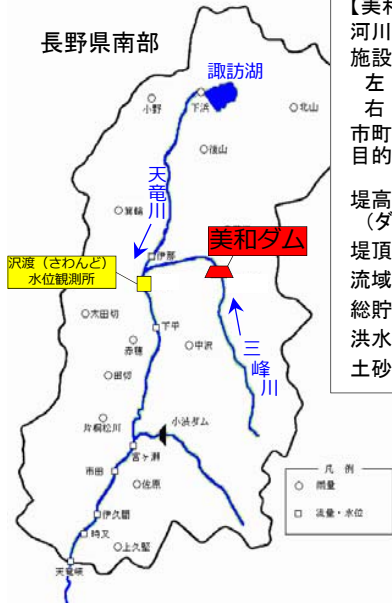 長野県南部
【美和
河川
施設
左
右
市町
目的
堤高
(ダ
堤頂
流域
総貯
洪水
土砂
諏訪湖
小野
下浜
北山
後山
天竜川
箕輪
伊那
美和ダム
沢渡(さわんど)
水位観測所
太田切
下平
赤穂
中沢
三峰川
田切
片桐松川
小渋ダム
宮ヶ瀬
市田
佐原
伊久間
時又
上久堅
天竜峡
凡 例
○ 雨量
□ 流量・水位